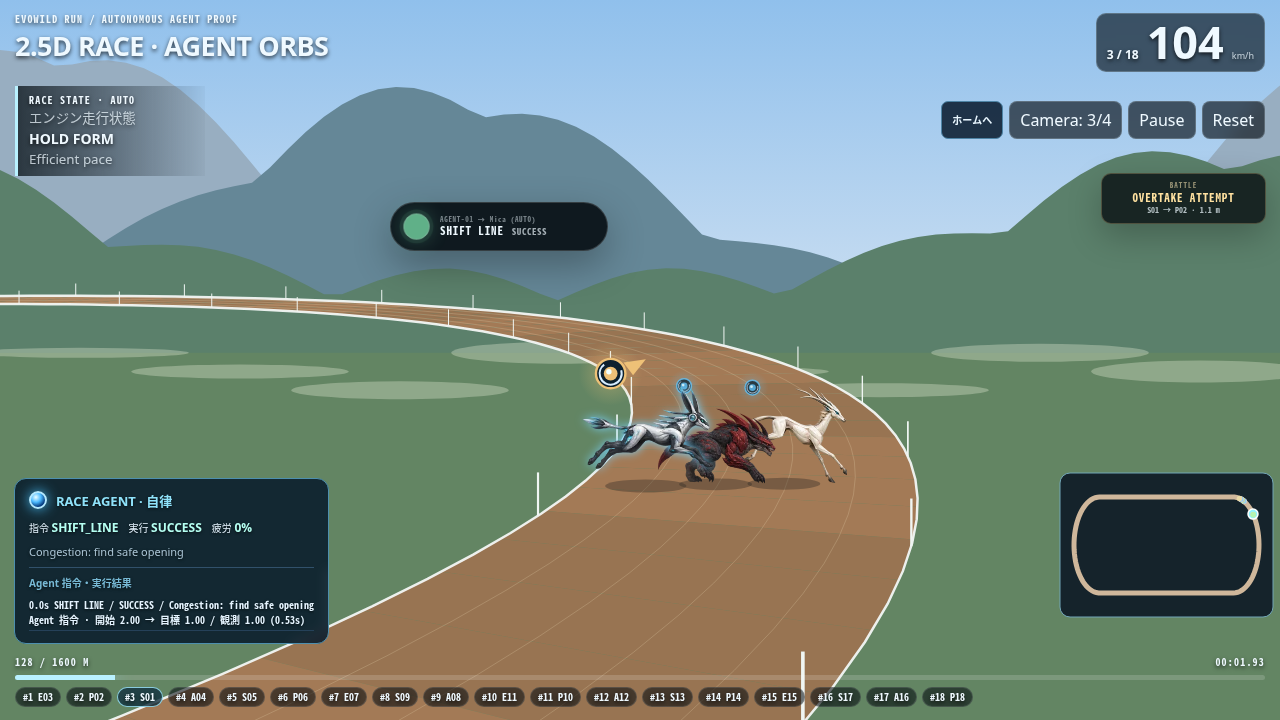 EVOWILD RUN / AUTONOMOUS AGENT PROOF
2.5D RACE · AGENT ORBS
3 / 18 104 km/h
RACE STATE · AUTO
エンジン走行状態
HOLD FORM
Efficient pace
ホームへ
Camera: 3/4
Pause
Reset
BATTLE
OVERTAKE ATTEMPT
S01 → P02 · 1.1 m
AGENT-01 → Mica (AUTO)
SHIFT LINE SUCCESS
RACE AGENT · 自律
指令 SHIFT_LINE 実行 SUCCESS 疲労 0%
Congestion: find safe opening
Agent 指令・実行結果
0.0s SHIFT LINE / SUCCESS / Congestion: find safe opening
Agent 指令 · 開始 2.00 → 目標 1.00 / 観測 1.00 (0.53s)
128 / 1600 M
00:01.93
#1 E03 #2 P02 #3 S01 #4 A04 #5 S05 #6 P06 #7 E07 #8 S09 #9 A08 #10 E11 #11 P10 #12 A12 #13 S13 #14 P14 #15 E15 #16 S17 #17 A16 #18 P18